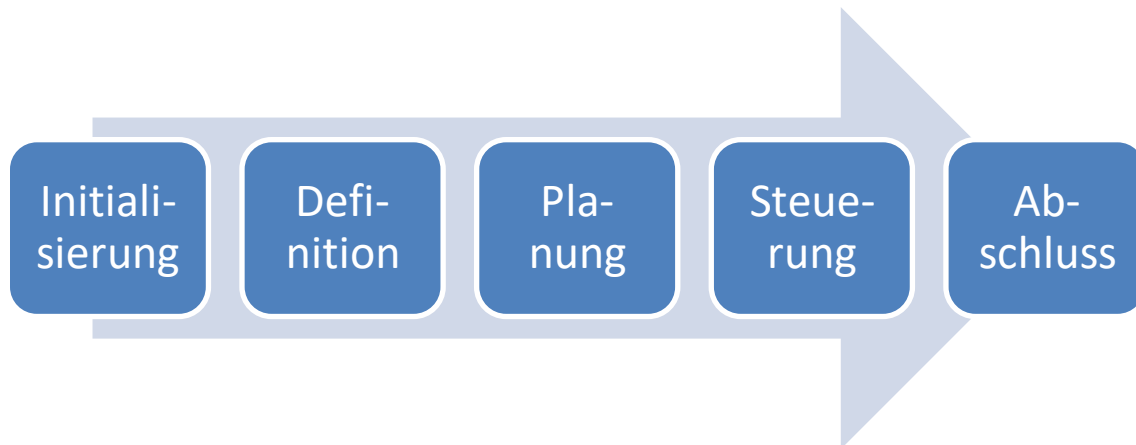 Initiali-
sierung
Defi-
nition
Pla-
nung
Steue-
rung
Ab-
schluss